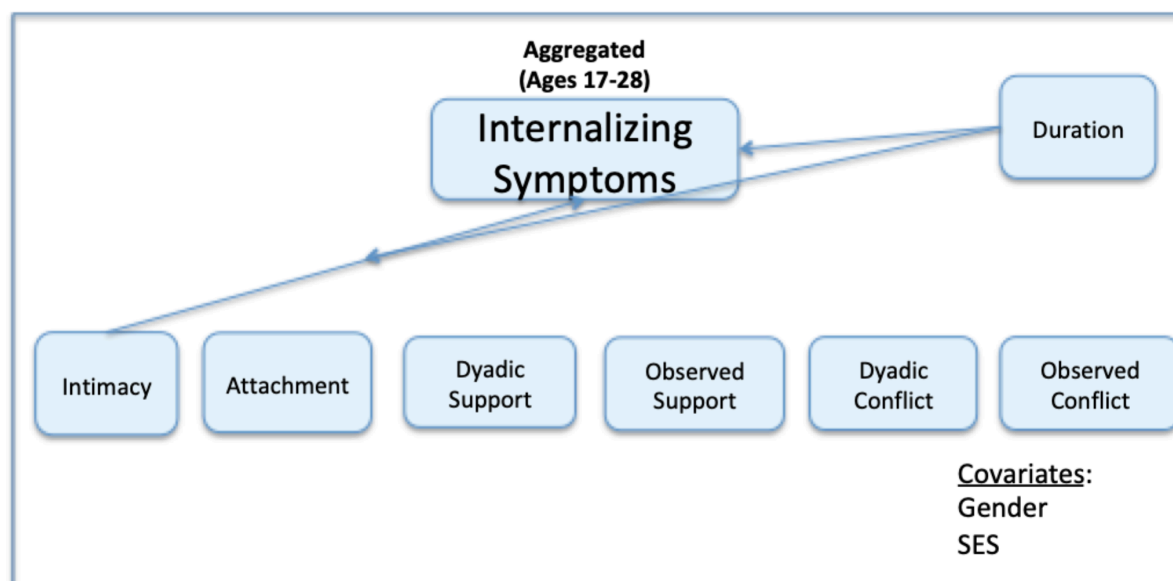 Aggregated
(Ages 17-28)
Internalizing
Symptoms
Duration
Intimacy
Attachment
Dyadic
Support
Observed
Support
Dyadic
Conflict
Observed
Conflict
Covariates:
Gender
SES